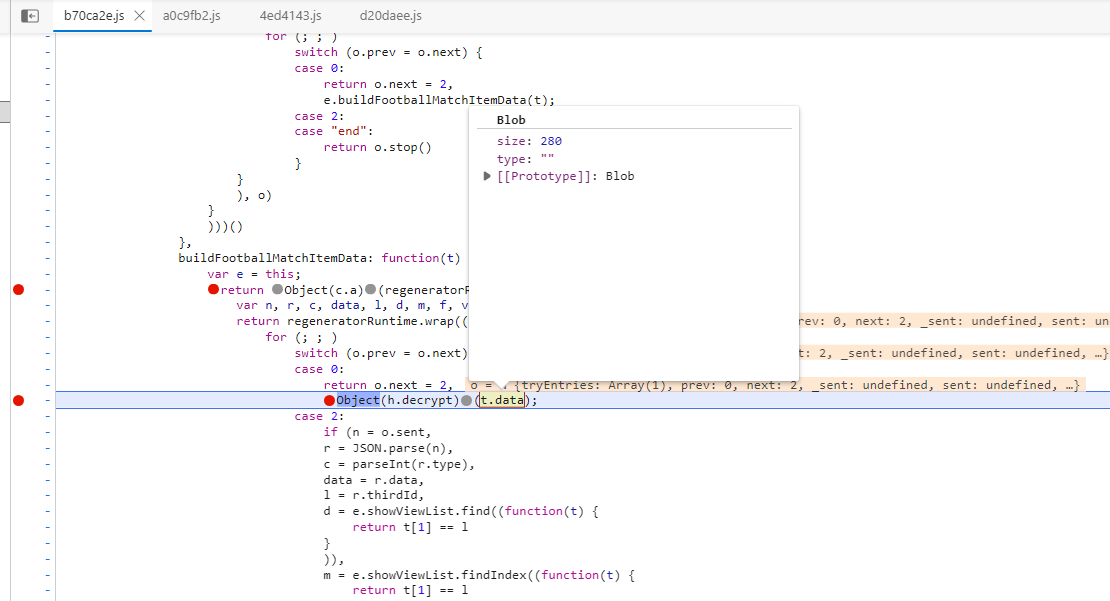 b70ca2e.js × a0c9fb2.js 4ed4143.js d20daee.js
for (; ; )
switch (o.prev = o.next) {
case 0:
return o.next = 2,
e.buildFootballMatchItemData(t);
case 2:
case "end":
return o.stop()
}
}
), o)
}
)))()
},
buildFootballMatchItemData: function(t)
var e = this;
return Object(c.a)(regeneratorR
var n, r, c, data, l, d, m, f, v
return regeneratorRuntime.wrap((
rev: 0, next: 2, _sent: undefined, sent: un
for (; ; )
switch (o.prev = o.next)
t: 2, _sent: undefined, sent: undefined, …}
case 0:
return o.next = 2, o = {tryEntries: Array(1), prev: 0, next: 2, _sent: undefined, sent: undefined, …}
Object(h.decrypt)(t.data);
case 2:
if (n = o.sent,
r = JSON.parse(n),
c = parseInt(r.type),
data = r.data,
l = r.thirdId,
d = e.showViewList.find((function(t) {
return t[1] == l
}
)),
m = e.showViewList.findIndex((function(t) {
return t[1] == l
Blob
size: 280
type: ""
[[Prototype]]: Blob